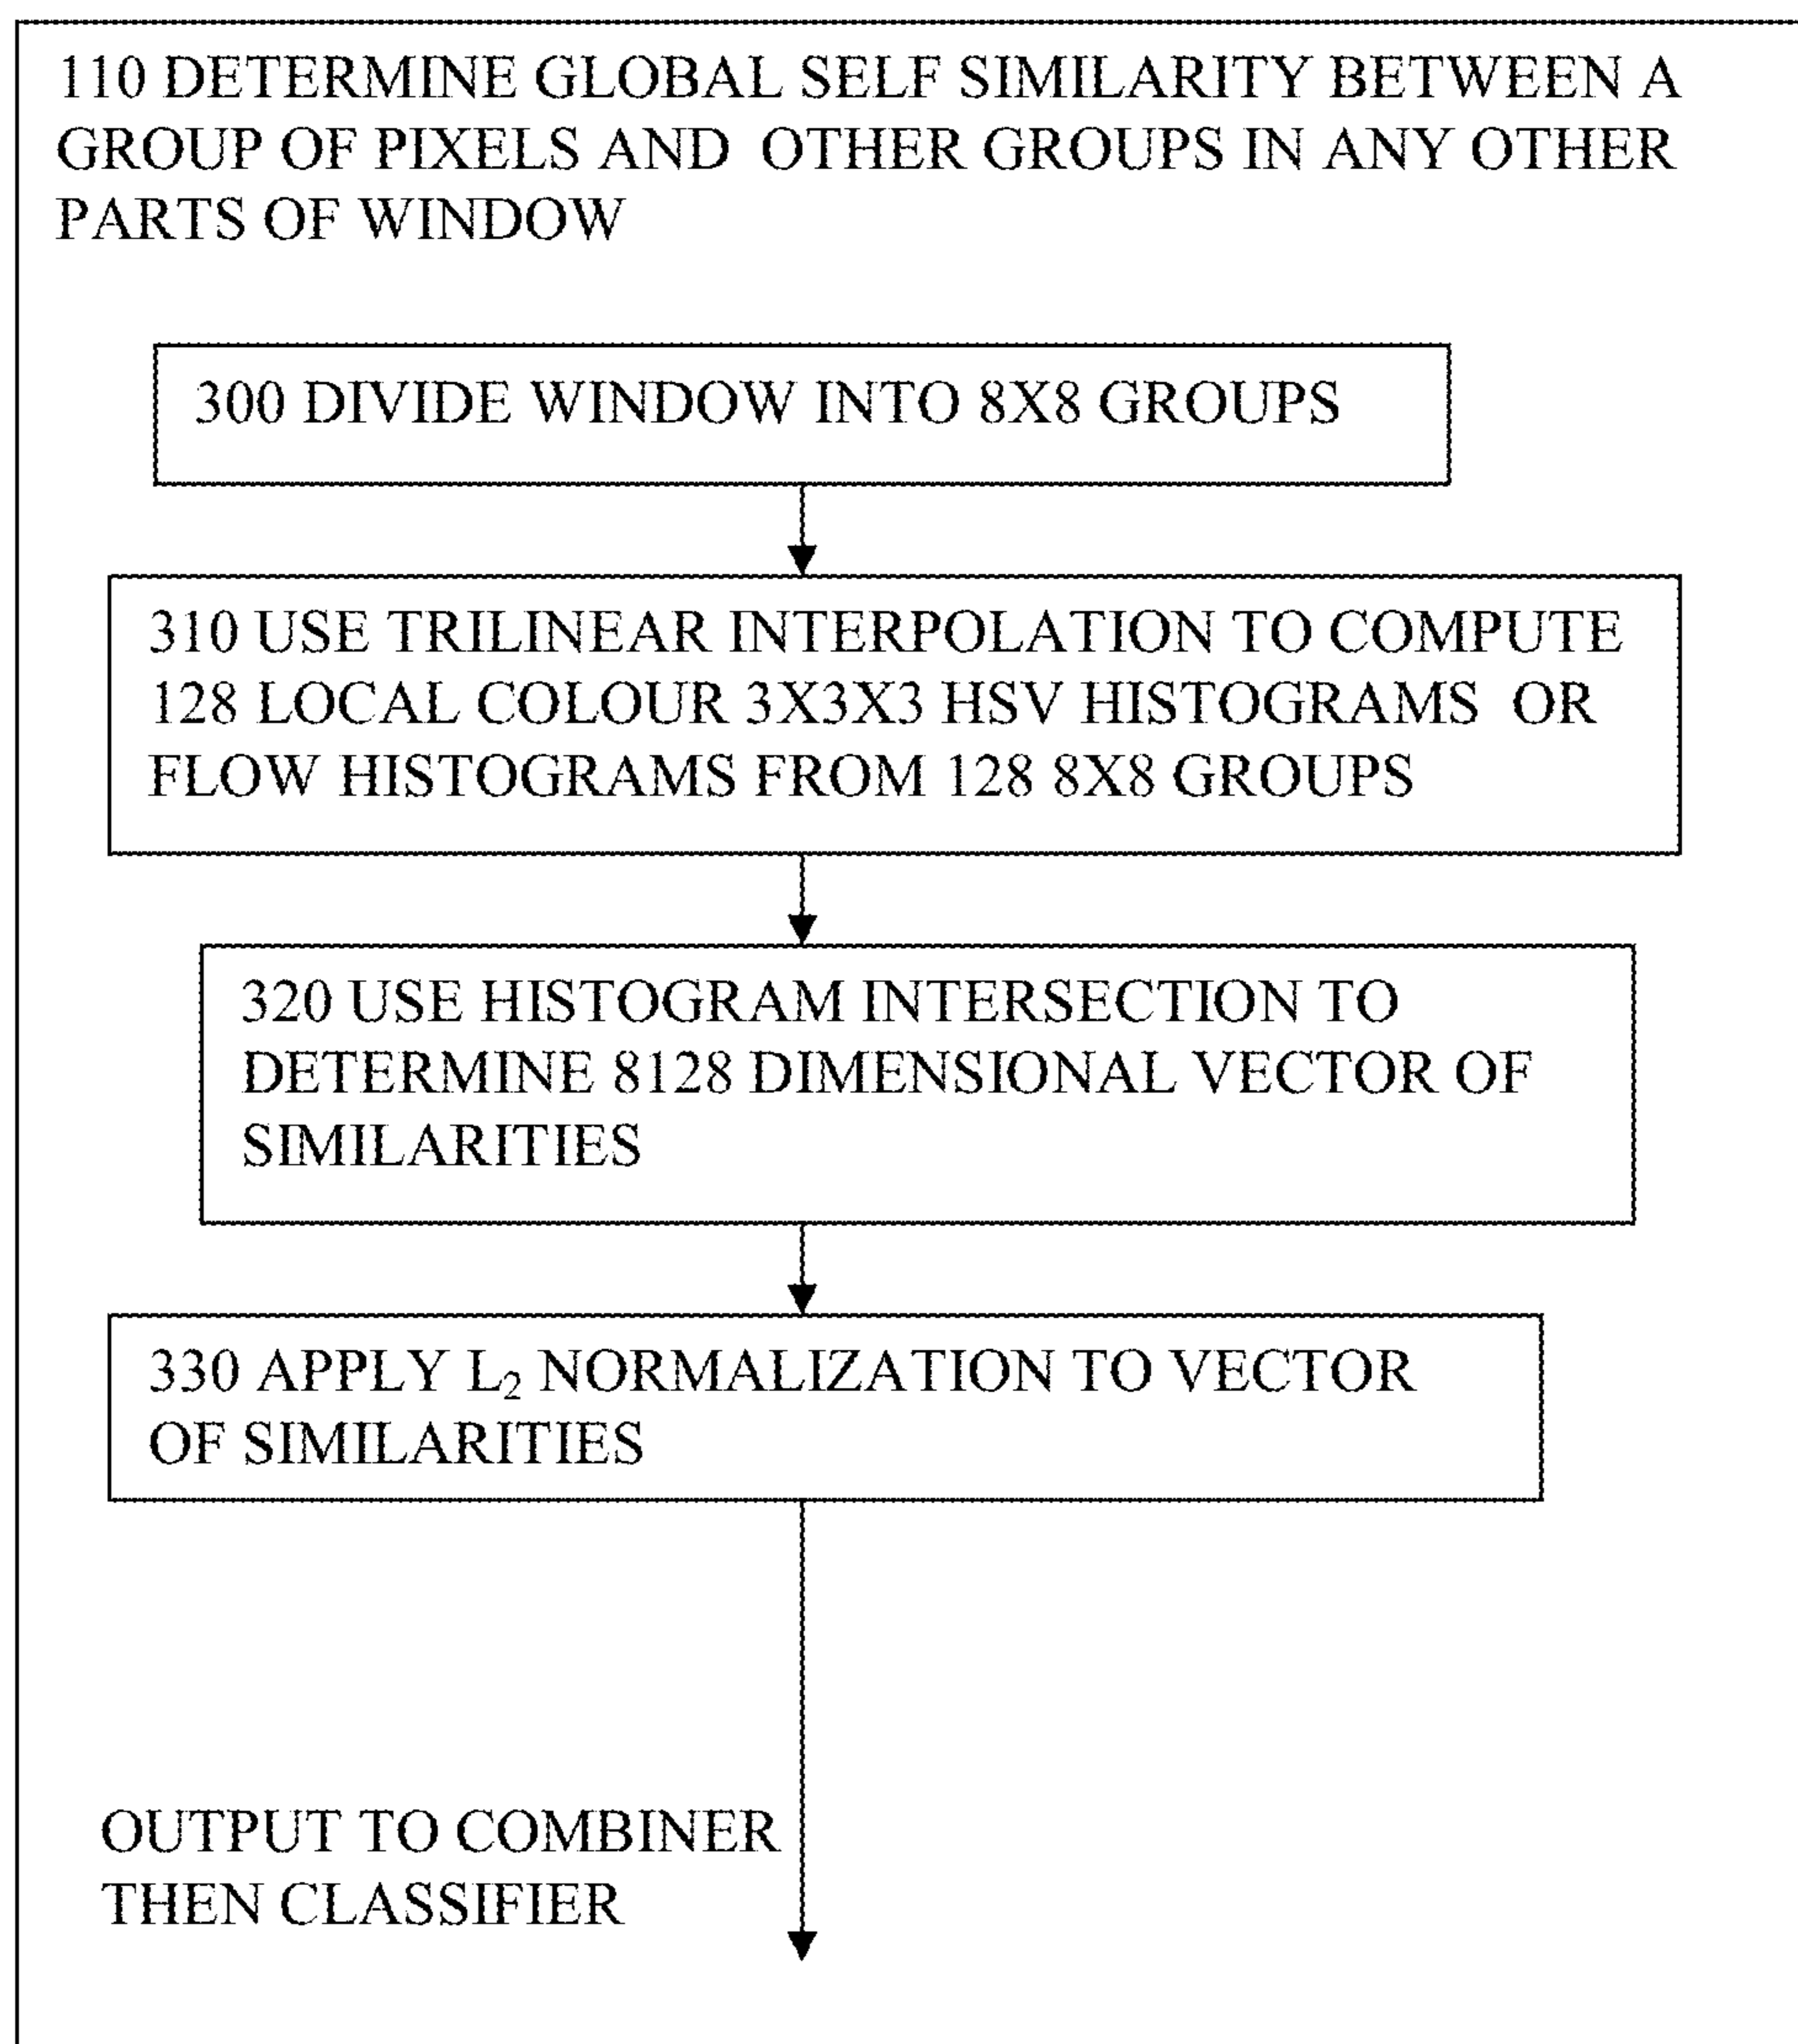 110 DETERMINE GLOBAL SELF SIMILARITY BETWEEN A
GROUP OF PIXELS AND OTHER GROUPS IN ANY OTHER
PARTS OF WINDOW
300 DIVIDE WINDOW INTO 8X8 GROUPS
310 USE TRILINEAR INTERPOLATION TO COMPUTE
128 LOCAL COLOUR 3X3X3 HSV HISTOGRAMS OR
FLOW HISTOGRAMS FROM 128 8X8 GROUPS
320 USE HISTOGRAM INTERSECTION TO
DETERMINE 8128 DIMENSIONAL VECTOR OF
SIMILARITIES
330 APPLY L₂ NORMALIZATION TO VECTOR
OF SIMILARITIES
OUTPUT TO COMBINER
THEN CLASSIFIER